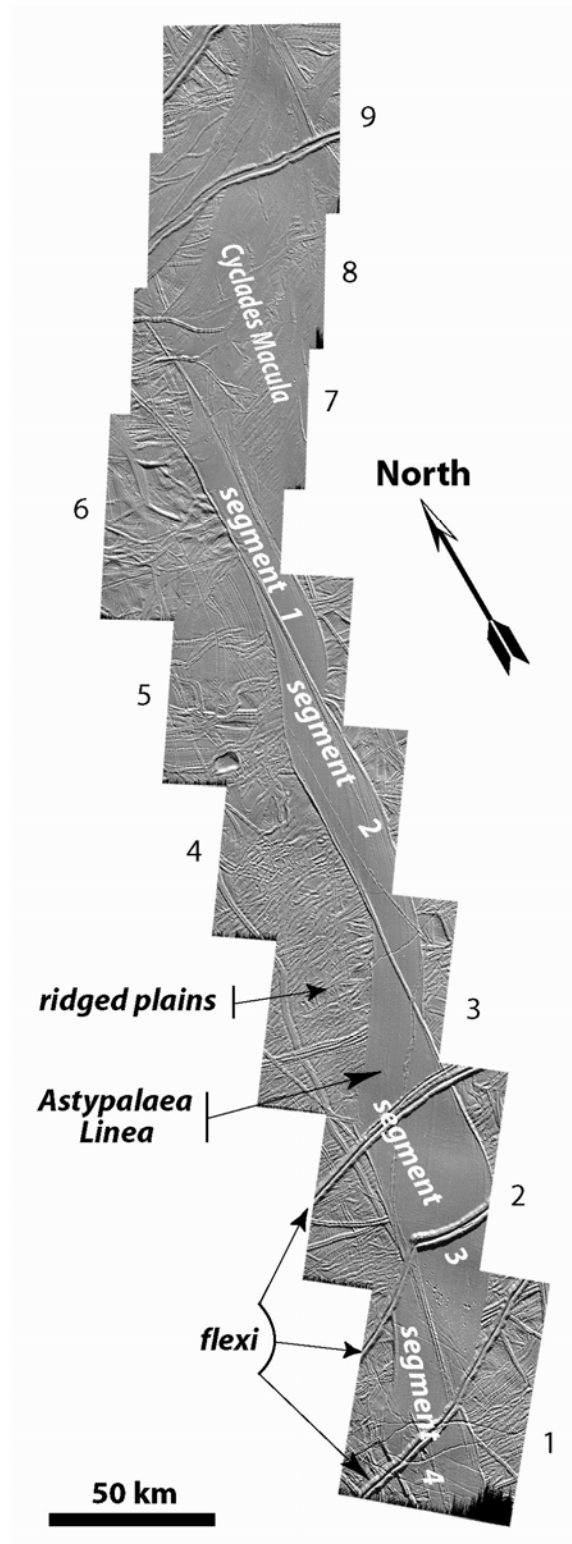 9
8
Cyclades Macula
7
North
6
segment 1
5
segment 2
4
ridged plains
3
Astypalaea
Linea
segment 3
2
flexi
segment 4
1
50 km